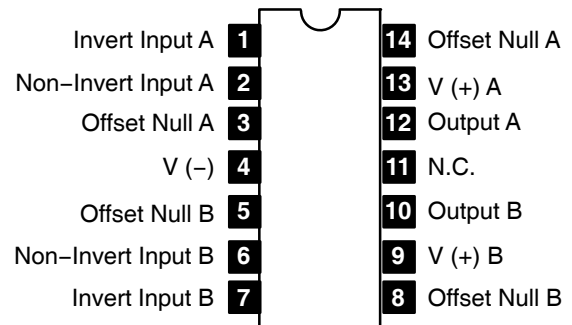 Invert Input A 1 14 Offset Null A
Non−Invert Input A 2 13 V (+) A
Offset Null A 3 12 Output A
V (−) 4 11 N.C.
Offset Null B 5 10 Output B
Non−Invert Input B 6 9 V (+) B
Invert Input B 7 8 Offset Null B